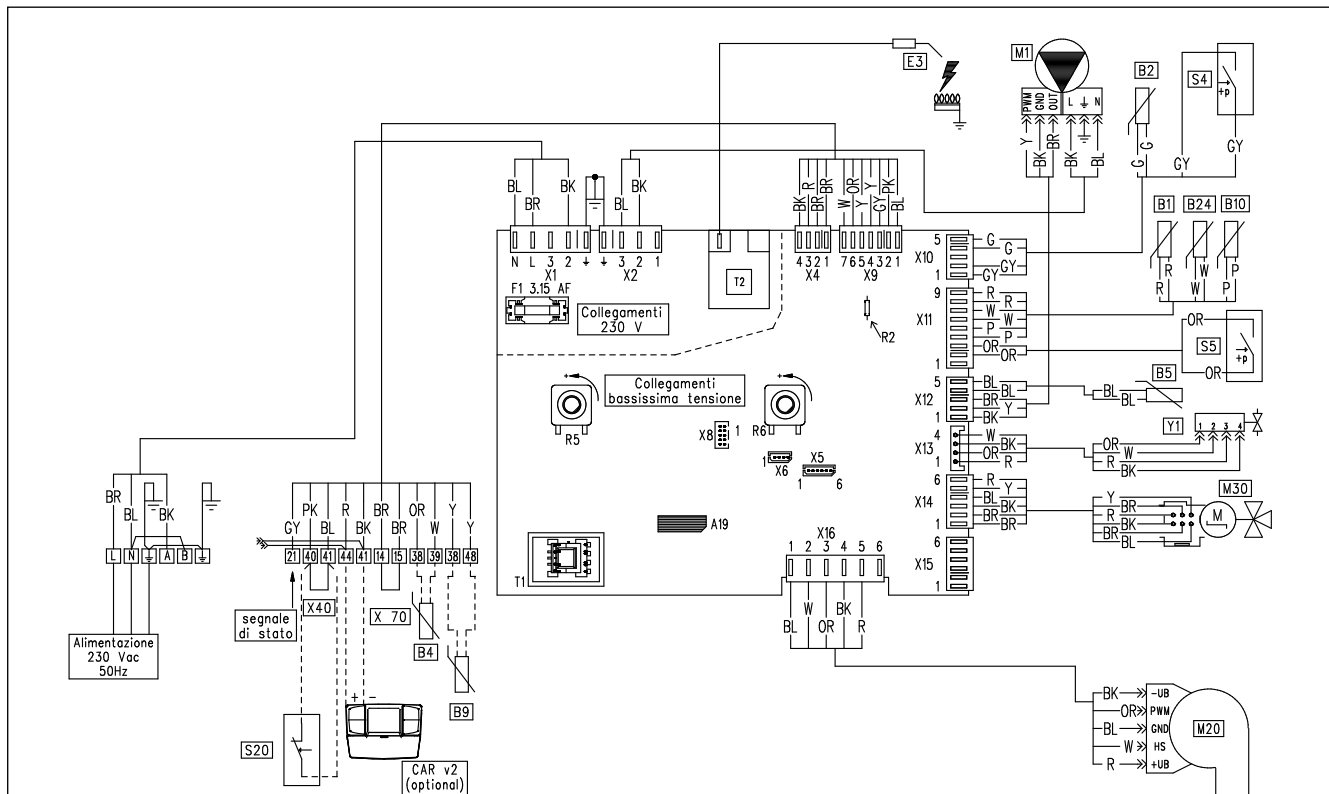 E3
M1
B2
S4
+p
PWM
GND
OUT
L
N
Y
BK
BR
BK
BL
G
G
GY
GY
BL
BR
BK
BL
BK
BK
R
BR
BR
W
OR
Y
Y
GY
PK
BL
N L 3 2
X1
3 2 1
X2
T2
4 3 2 1
X4
7 6 5 4 3 2 1
X9
5
X10
1
G
G
GY
GY
B1
B24
B10
R
R
W
W
P
P
F1 3.15 AF
Collegamenti
230 V
R2
9
X11
1
R
R
W
W
P
P
OR
OR
OR
S5
+p
OR
Collegamenti
bassissima tensione
R5
R6
X8
1
1
X6
X5
1
6
5
X12
1
BL
BL
BR
Y
BK
BL
BL
B5
4
X13
1
W
BK
OR
R
OR
W
R
BK
Y1
1 2 3 4
6
X14
1
R
Y
BL
BK
BR
BR
Y
BR
R
BK
BR
BL
M30
M
A19
T1
6
X15
1
X16
1 2 3 4 5 6
BL
W
OR
BK
R
BR
BL
BK
L N A B
Alimentazione
230 Vac
50Hz
GY
PK
BL
R
BK
BR
BR
OR
W
Y
Y
21 40 41 44 41 14 15 38 39 38 48
segnale
di stato
X40
X 70
B4
B9
S20
+ -
CAR v2
(optional)
BK
OR
BL
W
R
-UB
PWM
GND
HS
+UB
M20